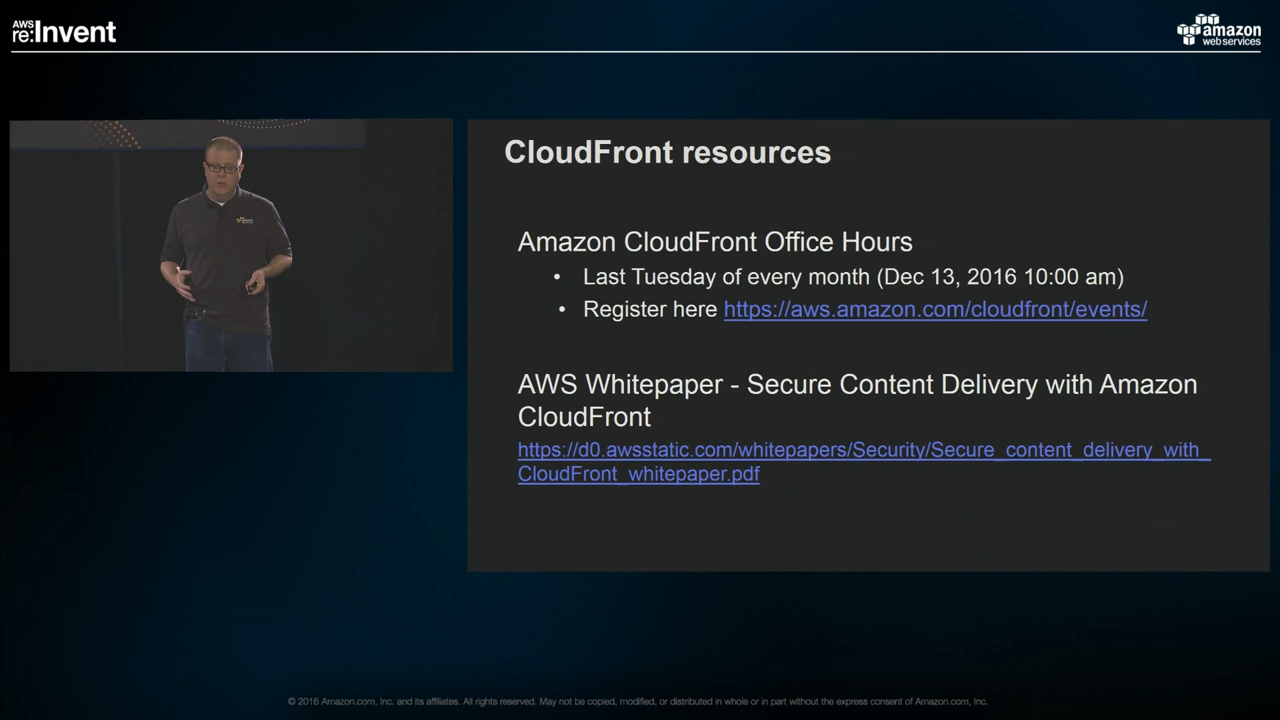 AWS
re:Invent
amazon
webservices
CloudFront resources
Amazon CloudFront Office Hours
• Last Tuesday of every month (Dec 13, 2016 10:00 am)
• Register here https://aws.amazon.com/cloudfront/events/
AWS Whitepaper - Secure Content Delivery with Amazon
CloudFront
https://d0.awsstatic.com/whitepapers/Security/Secure_content_delivery_with_
CloudFront_whitepaper.pdf
© 2016 Amazon.com, Inc. and its affiliates. All rights reserved. May not be copied, modified, or distributed in whole or in part without the express consent of Amazon.com, Inc.